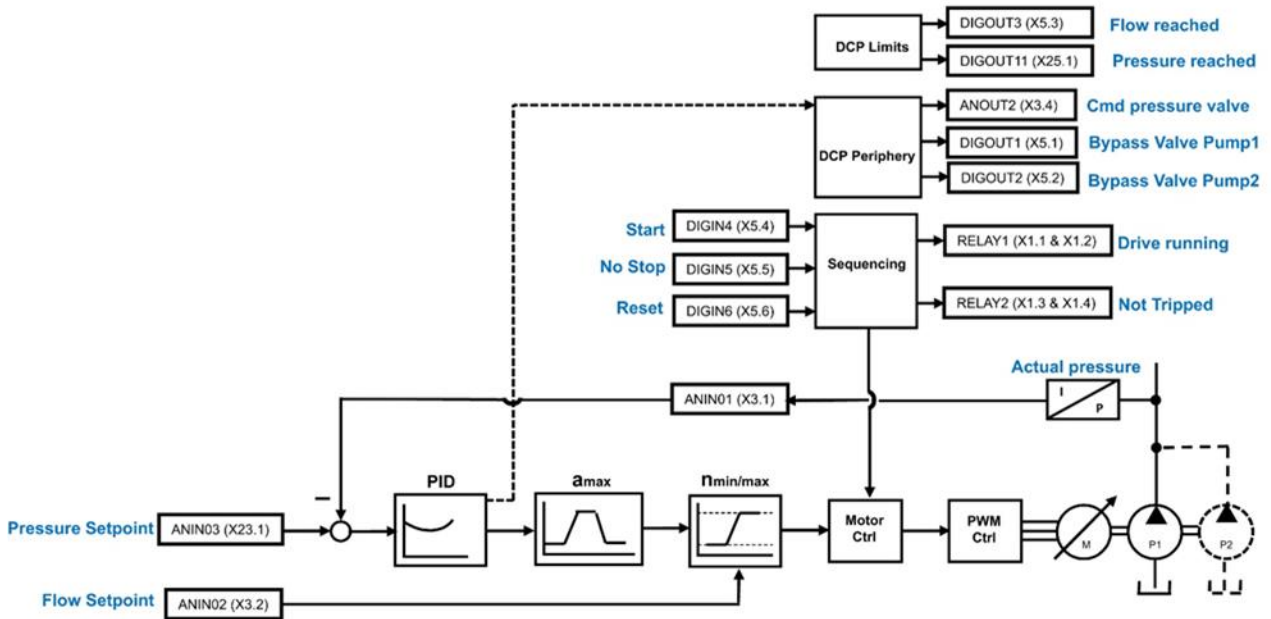 DCP Limits
DIGOUT3 (X5.3)
Flow reached
DIGOUT11 (X25.1)
Pressure reached
DCP Periphery
ANOUT2 (X3.4)
Cmd pressure valve
DIGOUT1 (X5.1)
Bypass Valve Pump1
DIGOUT2 (X5.2)
Bypass Valve Pump2
Start
DIGIN4 (X5.4)
No Stop
DIGIN5 (X5.5)
Reset
DIGIN6 (X5.6)
Sequencing
RELAY1 (X1.1 & X1.2)
Drive running
RELAY2 (X1.3 & X1.4)
Not Tripped
Actual pressure
I
P
ANIN01 (X3.1)
–
PID
amax
nmin/max
Pressure Setpoint
ANIN03 (X23.1)
Motor
Ctrl
PWM
Ctrl
M
P1
P2
Flow Setpoint
ANIN02 (X3.2)